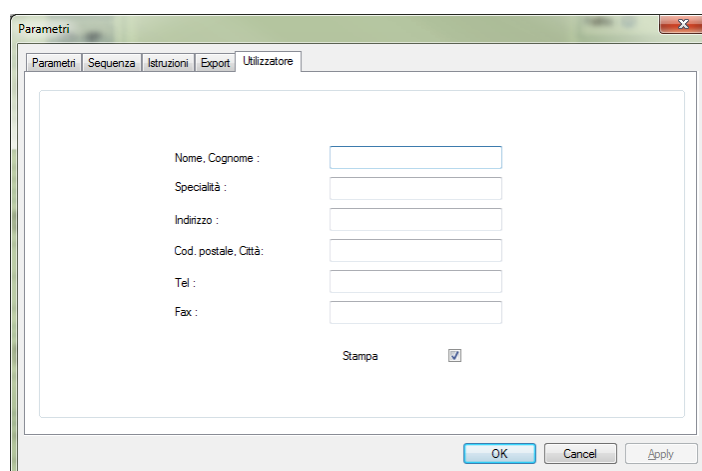 Parametri
Parametri Sequenza Istruzioni Export Utilizzatore
Nome, Cognome :
Specialità :
Indirizzo :
Cod. postale, Città:
Tel :
Fax :
Stampa
OK Cancel Apply